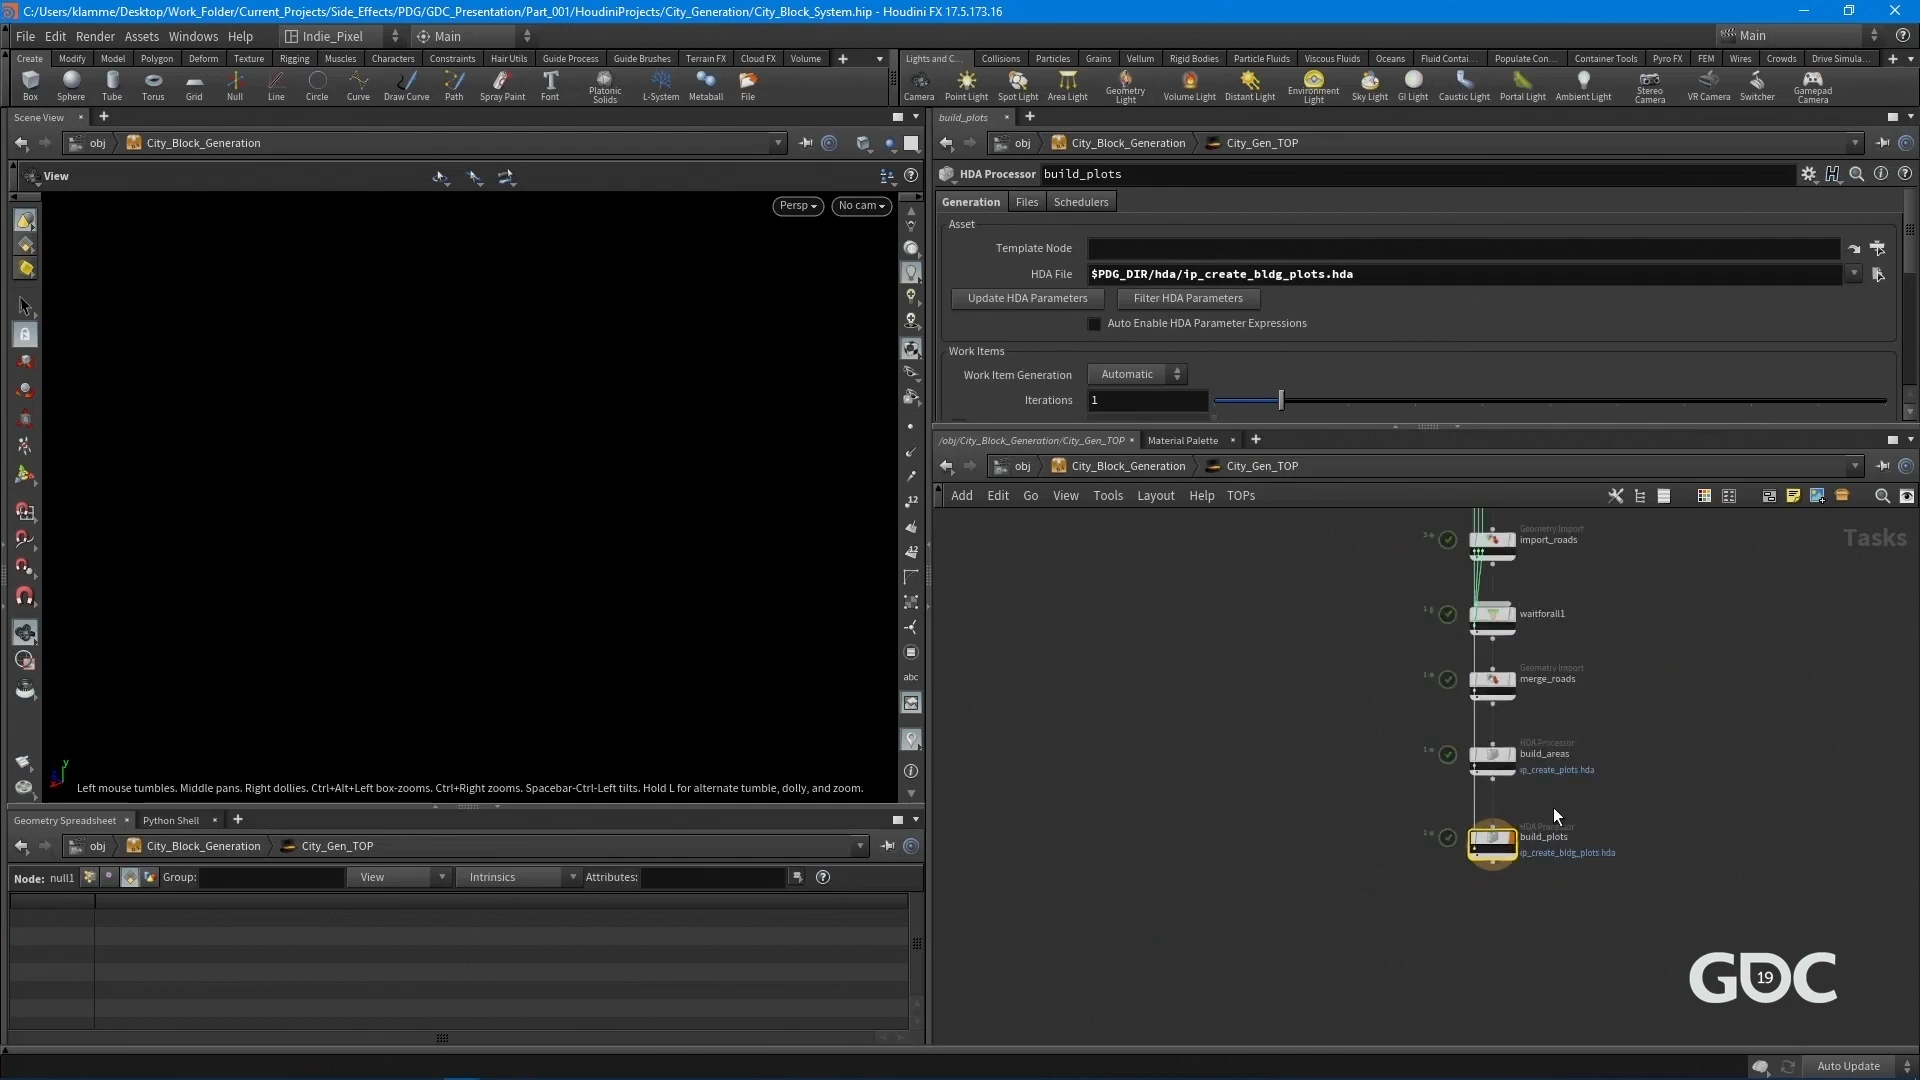 C:/Users/klamme/Desktop/Work_Folder/Current_Projects/Side_Effects/PDG/GDC_Presentation/Part_001/HoudiniProjects/City_Generation/City_Block_System.hip - Houdini FX 17.5.173.16
File Edit Render Assets Windows Help Indie_Pixel Main Main
Create Modify Model Polygon Deform Texture Rigging Muscles Characters Constraints Hair Utils Guide Process Guide Brushes Terrain FX Cloud FX Volume
Lights and C... Collisions Particles Grains Vellum Rigid Bodies Particle Fluids Viscous Fluids Oceans Fluid Contai... Populate Con... Container Tools Pyro FX FEM Wires Crowds Drive Simula...
Box Sphere Tube Torus Grid Null Line Circle Curve Draw Curve Path Spray Paint Font Platonic Solids L-System Metaball File
Camera Point Light Spot Light Area Light Geometry Light Volume Light Distant Light Environment Light Sky Light GI Light Caustic Light Portal Light Ambient Light Stereo Camera VR Camera Switcher Gamepad Camera
Scene View
obj City_Block_Generation
View
Persp No cam
abc
y
Left mouse tumbles. Middle pans. Right dollies. Ctrl+Alt+Left box-zooms. Ctrl+Right zooms. Spacebar-Ctrl-Left tilts. Hold L for alternate tumble, dolly, and zoom.
Geometry Spreadsheet Python Shell
obj City_Block_Generation City_Gen_TOP
Node: null1 Group: View Intrinsics Attributes:
build_plots
obj City_Block_Generation City_Gen_TOP
HDA Processor build_plots
Generation Files Schedulers
Asset
Template Node
HDA File $PDG_DIR/hda/ip_create_bldg_plots.hda
Update HDA Parameters Filter HDA Parameters
Auto Enable HDA Parameter Expressions
Work Items
Work Item Generation Automatic
Iterations 1
/obj/City_Block_Generation/City_Gen_TOP Material Palette
obj City_Block_Generation City_Gen_TOP
Add Edit Go View Tools Layout Help TOPs
Tasks
Geometry Import
import_roads
waitforall1
Geometry Import
merge_roads
HDA Processor
build_areas
ip_create_plots.hda
HDA Processor
build_plots
ip_create_bldg_plots.hda
GDC 19
Auto Update